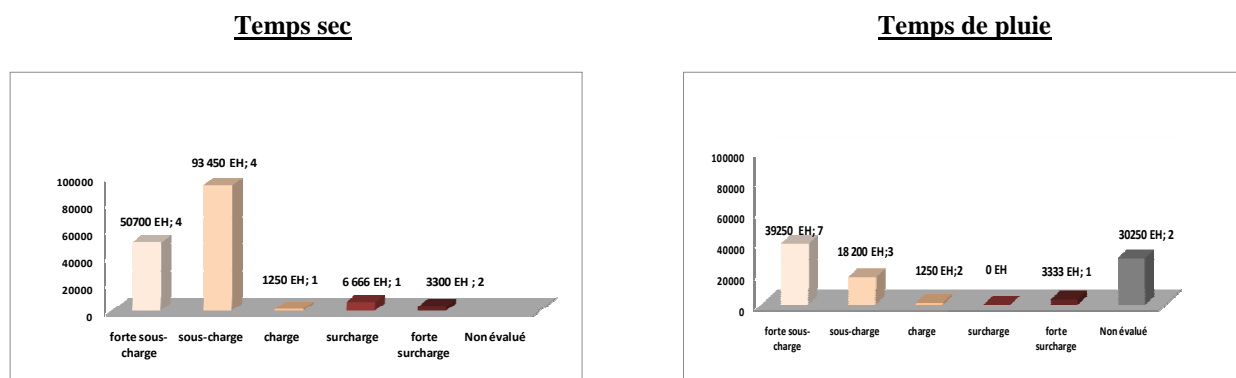 Temps sec
93 450 EH; 4
50700 EH; 4
1250 EH; 1
6 666 EH; 1
3300 EH ; 2
100000
80000
60000
40000
20000
0
forte sous-
charge
sous-charge
charge
surcharge
forte
surcharge
Non évalué
Temps de pluie
39250 EH; 7
18 200 EH;3
1250 EH;2
0 EH
3333 EH; 1
30250 EH; 2
100000
80000
60000
40000
20000
0
forte sous-
charge
sous-charge
charge
surcharge
forte
surcharge
Non évalué